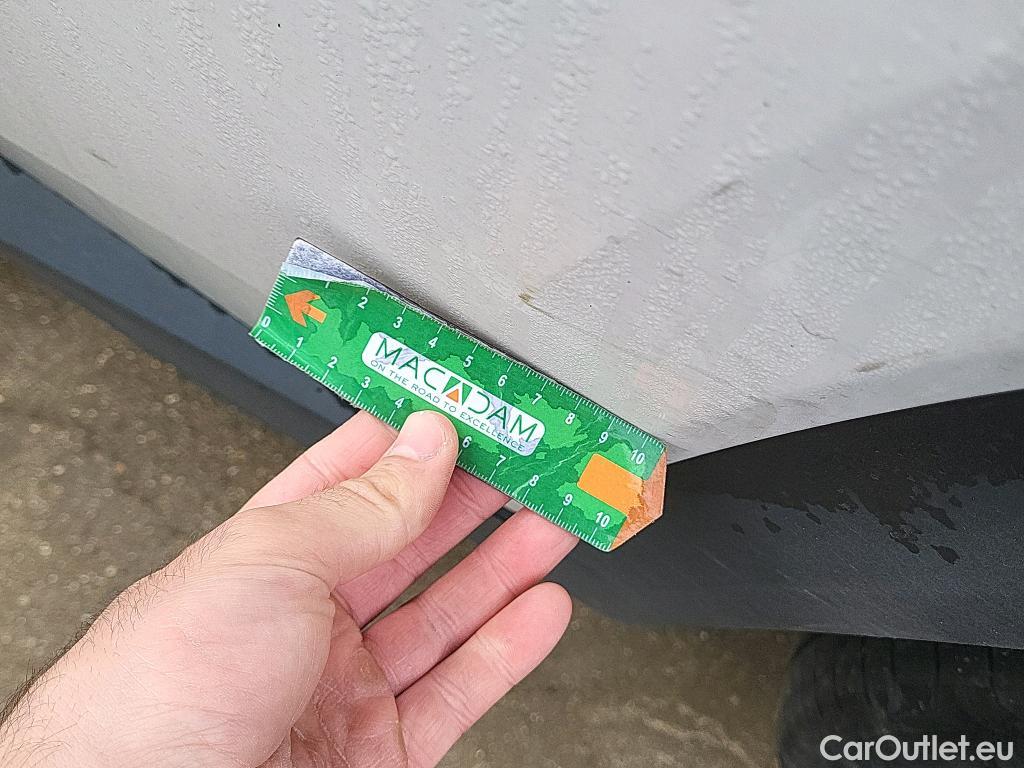 1 2 3 4 5 6 7 8 9 10
MACADAM
ON THE ROAD TO EXCELLENCE
0 1 2 3 4 6 7 8 9 10
CarOutlet.eu